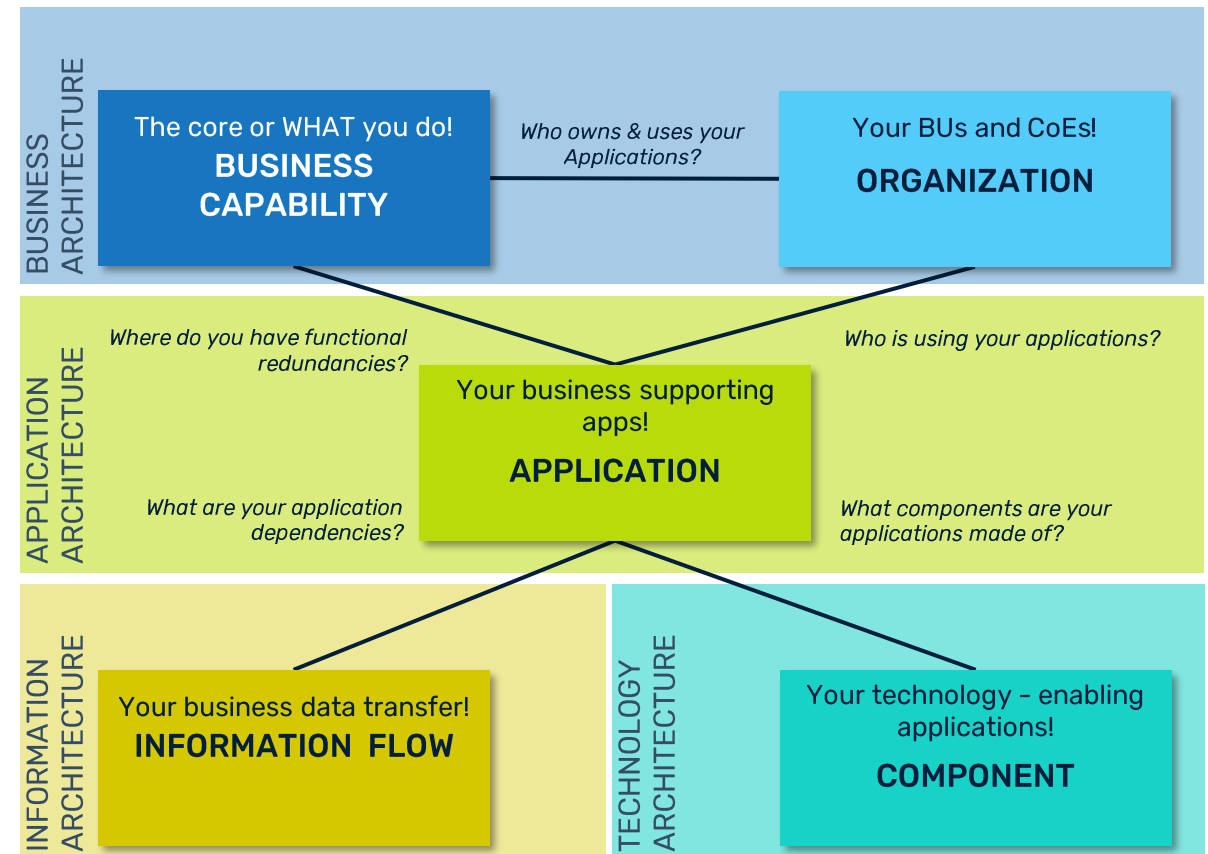 BUSINESS
ARCHITECTURE
The core or WHAT you do!
BUSINESS
CAPABILITY
Who owns & uses your
Applications?
Your BUs and CoEs!
ORGANIZATION
APPLICATION
ARCHITECTURE
Where do you have functional
redundancies?
Who is using your applications?
Your business supporting
apps!
APPLICATION
What are your application
dependencies?
What components are your
applications made of?
INFORMATION
ARCHITECTURE
Your business data transfer!
INFORMATION FLOW
TECHNOLOGY
ARCHITECTURE
Your technology - enabling
applications!
COMPONENT